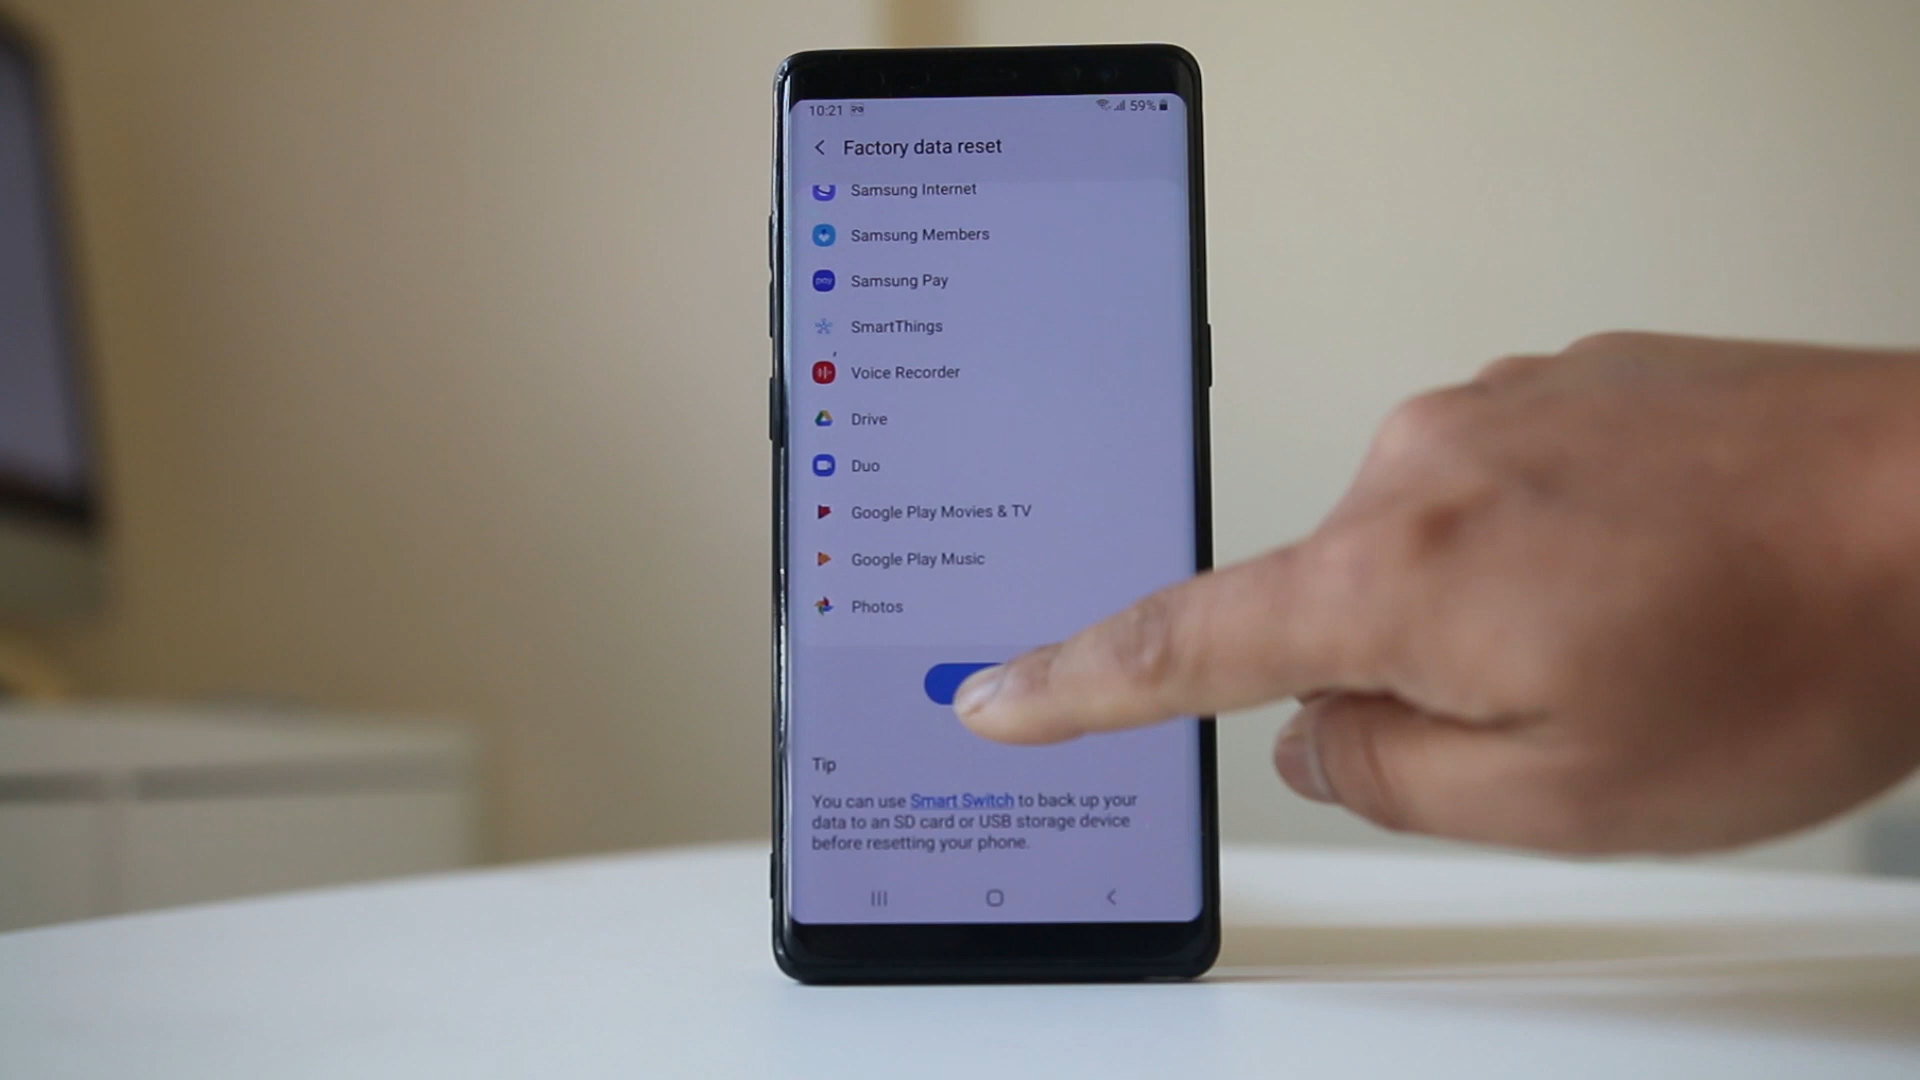 10:21 59%
Factory data reset
Samsung Internet
Samsung Members
pay Samsung Pay
SmartThings
Voice Recorder
Drive
Duo
Google Play Movies & TV
Google Play Music
Photos
Tip
You can use Smart Switch to back up your
data to an SD card or USB storage device
before resetting your phone.